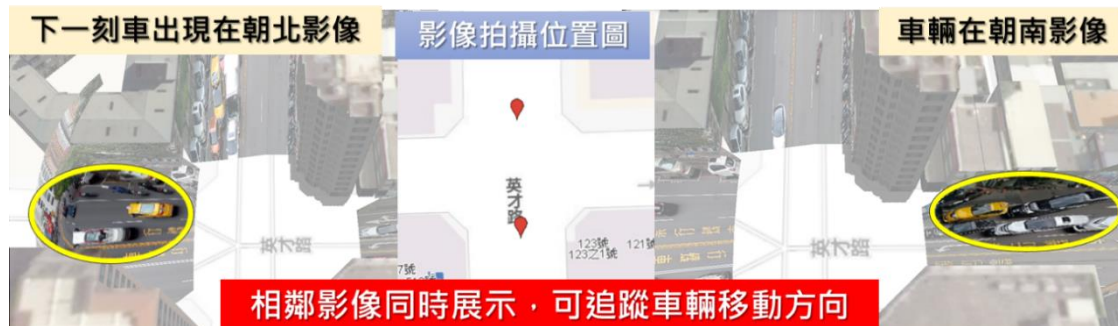 下一刻車出現在朝北影像
影像拍攝位置圖
車輛在朝南影像
英才路
英才路
英才路
123號
123之1號
121號
7號
相鄰影像同時展示，可追蹤車輛移動方向